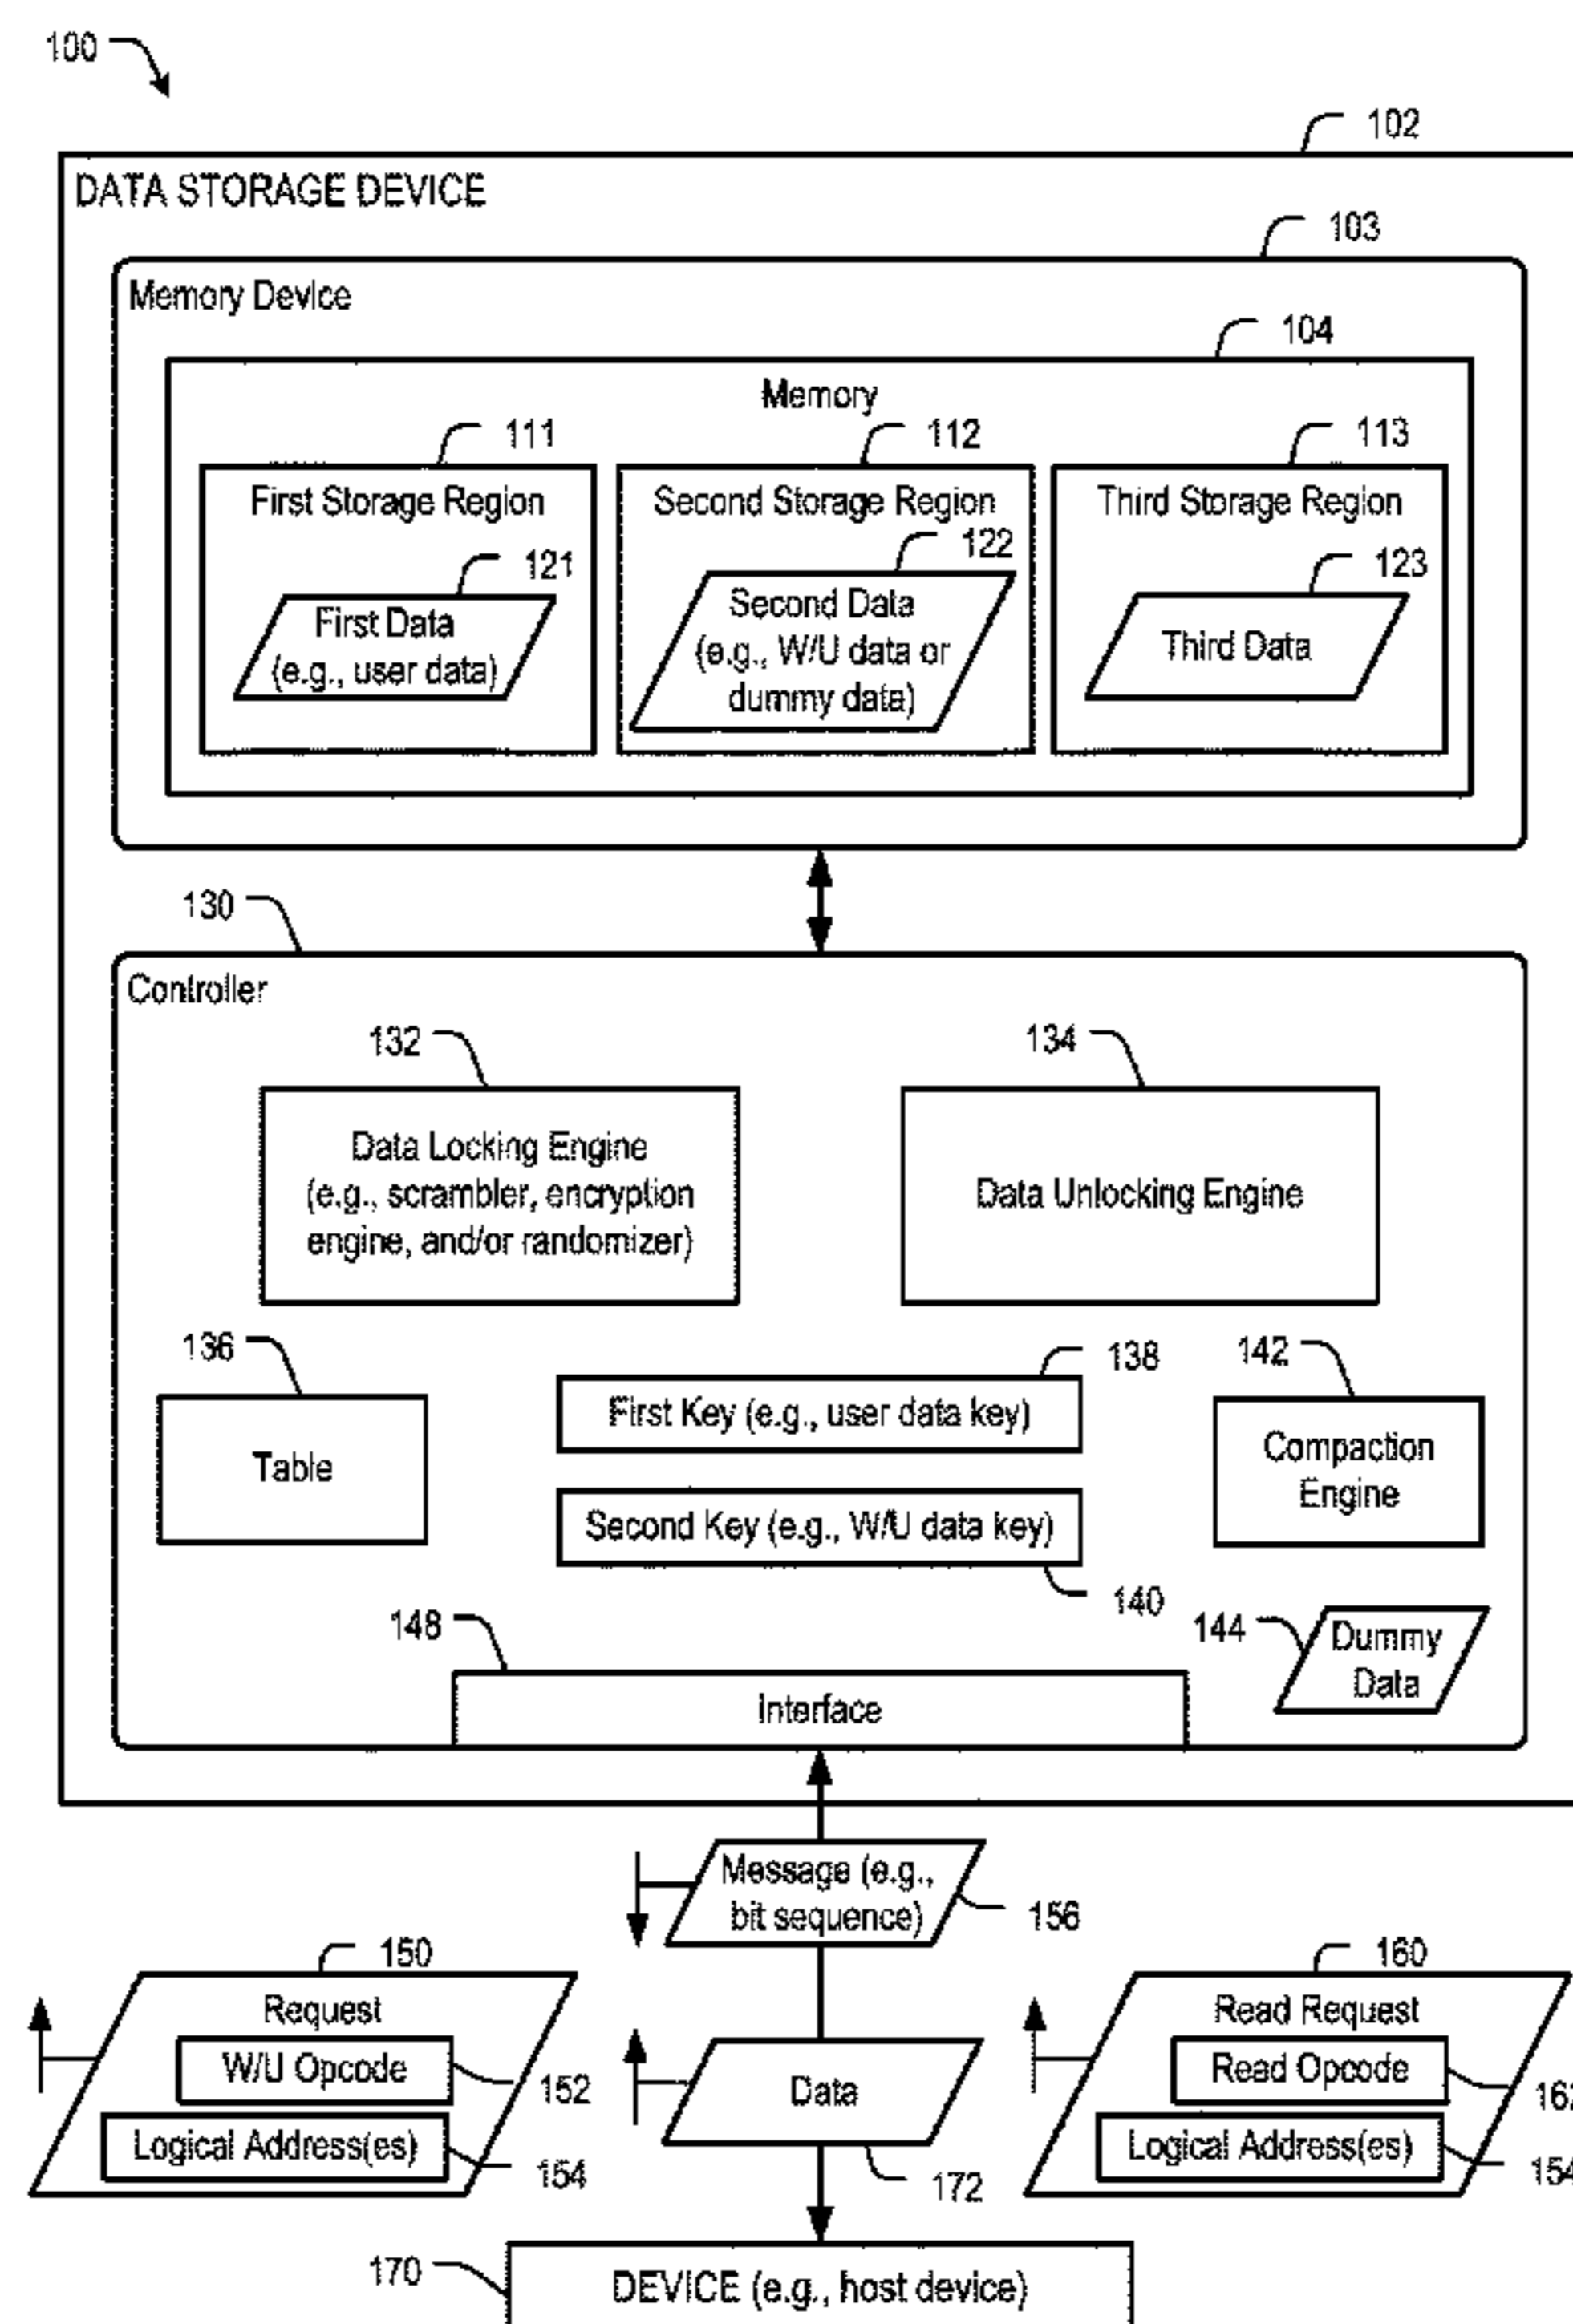 100
102
DATA STORAGE DEVICE
103
Memory Device
104
Memory
111
112
113
First Storage Region
Second Storage Region
Third Storage Region
121
122
123
First Data
(e.g., user data)
Second Data
(e.g., W/U data or
dummy data)
Third Data
130
Controller
132
134
Data Locking Engine
(e.g., scrambler, encryption
engine, and/or randomizer)
Data Unlocking Engine
136
138
142
Table
First Key (e.g., user data key)
Compaction
Engine
Second Key (e.g., W/U data key)
140
148
144
Dummy
Data
Interface
Message (e.g.,
bit sequence)
156
150
160
Request
W/U Opcode
152
Logical Address(es)
154
Data
172
Read Request
Read Opcode
162
Logical Address(es)
154
170
DEVICE (e.g., host device)